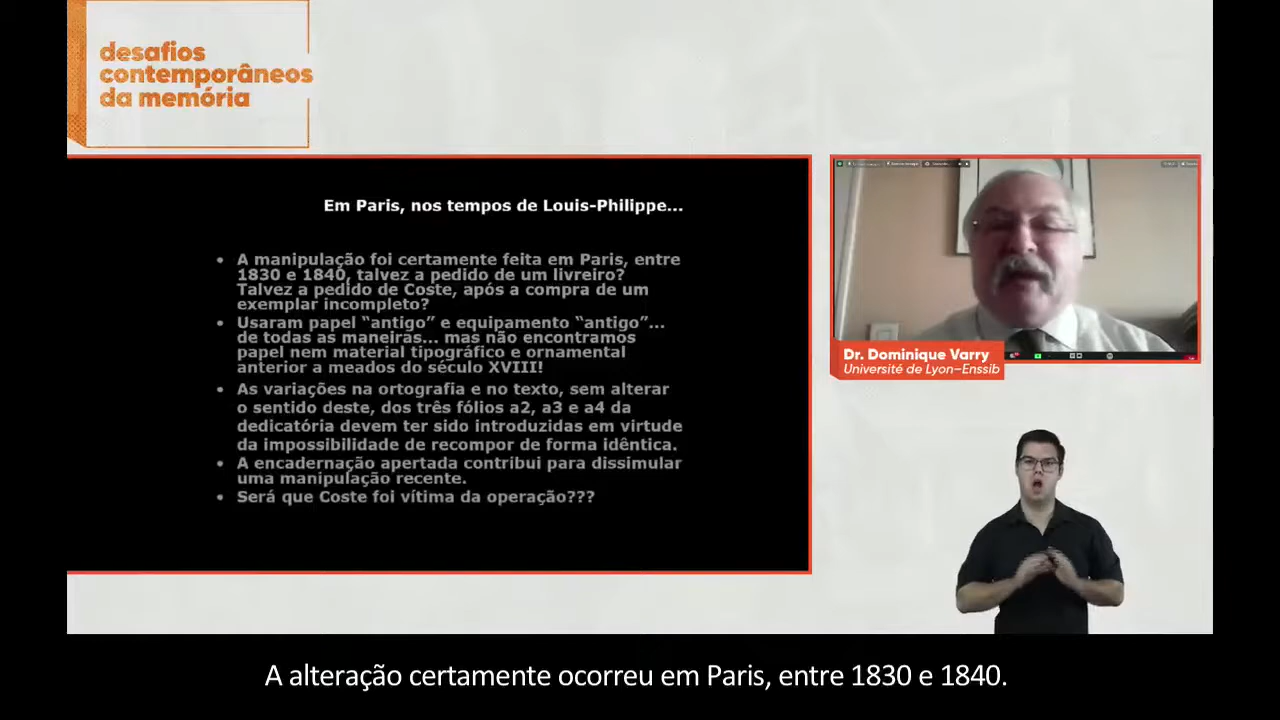 desafios
contemporâneos
da memória
Em Paris, nos tempos de Louis-Philippe...
• A manipulação foi certamente feita em Paris, entre
1830 e 1840, talvez a pedido de um livreiro?
Talvez a pedido de Coste, após a compra de um
exemplar incompleto?
• Usaram papel “antigo” e equipamento “antigo”...
de todas as maneiras... mas não encontramos
papel nem material tipográfico e ornamental
anterior a meados do século XVIII!
• As variações na ortografia e no texto, sem alterar
o sentido deste, dos três fólios a2, a3 e a4 da
dedicatória devem ter sido introduzidas em virtude
da impossibilidade de recompor de forma idêntica.
• A encadernação apertada contribui para dissimular
uma manipulação recente.
• Será que Coste foi vítima da operação???
Dr. Dominique Varry
Université de Lyon–Enssib
A alteração certamente ocorreu em Paris, entre 1830 e 1840.